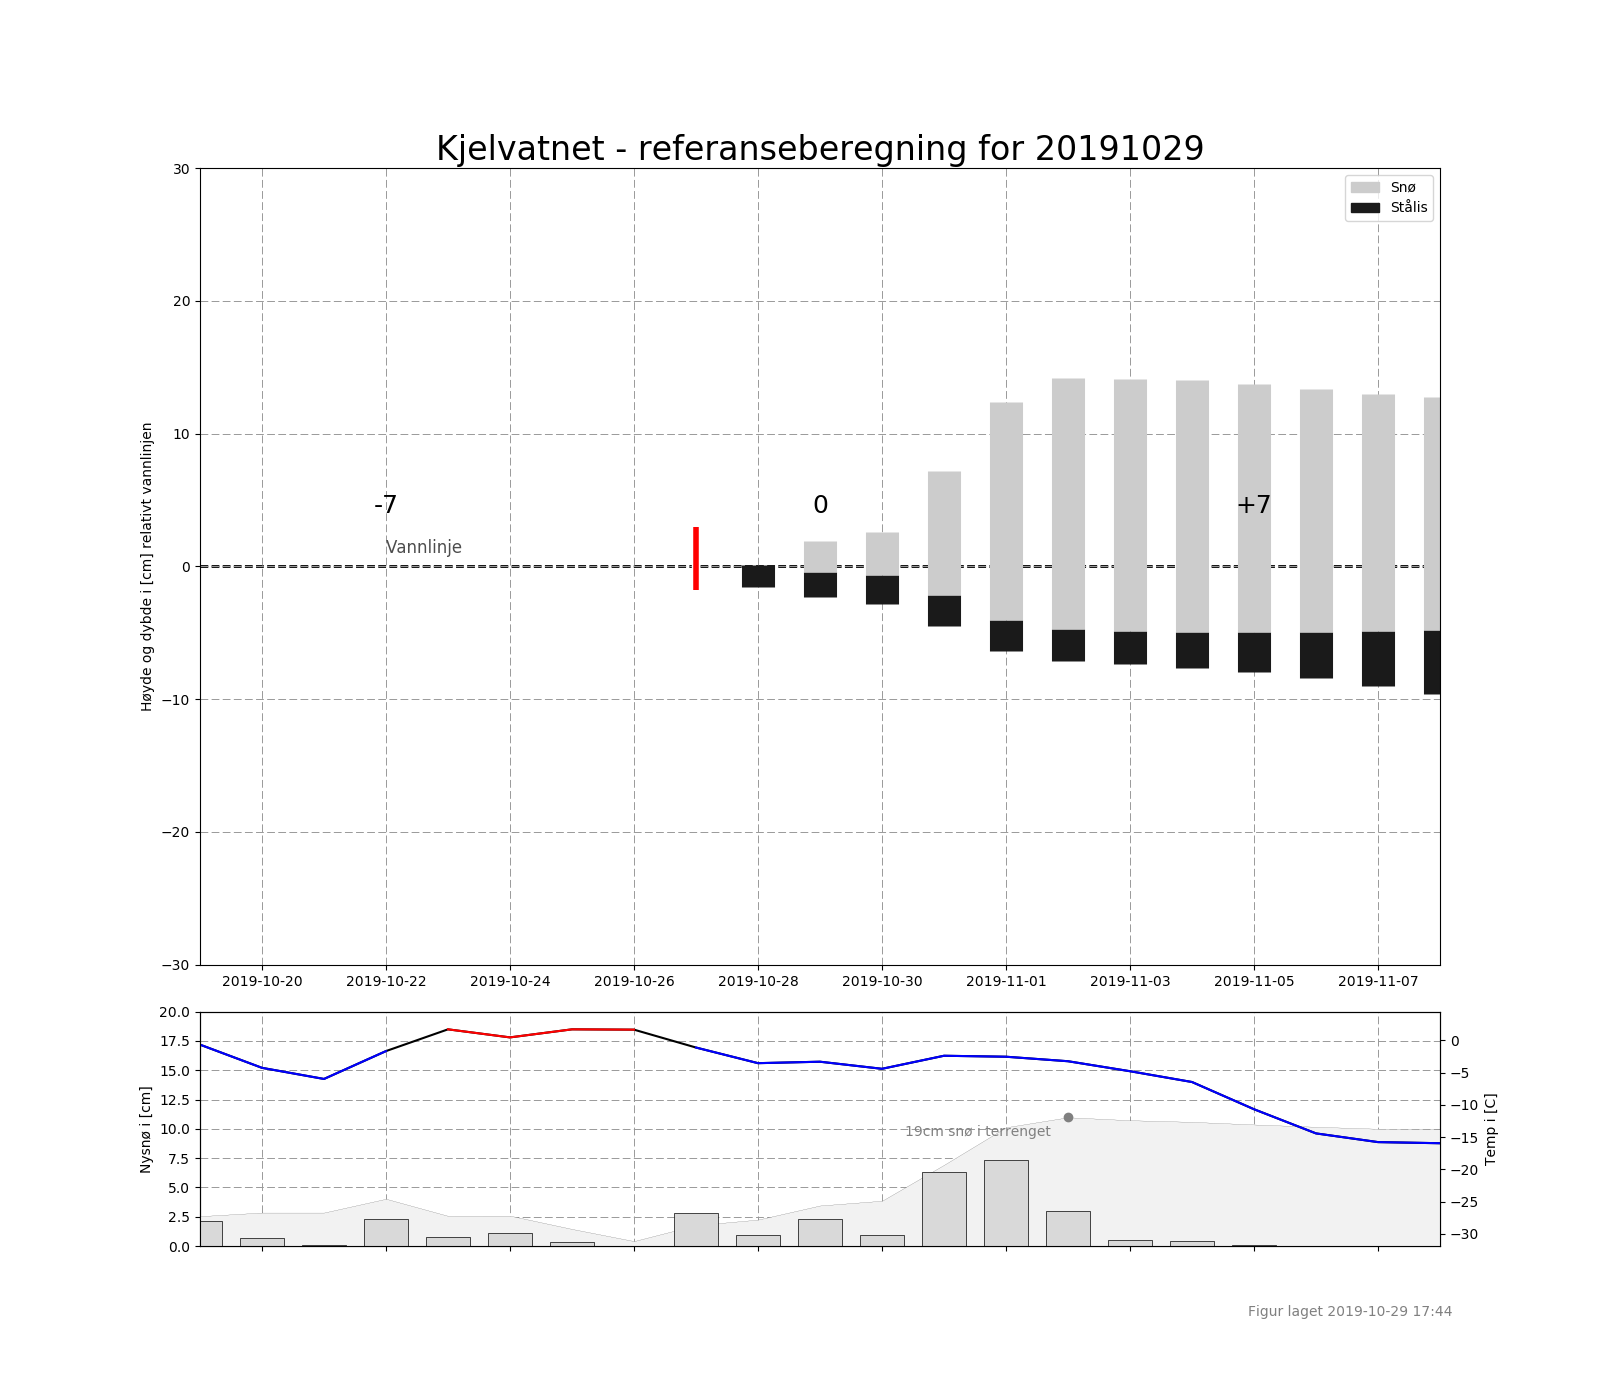 Kjelvatnet - referanseberegning for 20191029
Snø
Stålis
30
20
10
0
−10
−20
−30
Høyde og dybde i [cm] relativt vannlinjen
-7
0
+7
Vannlinje
2019-10-20 2019-10-22 2019-10-24 2019-10-26 2019-10-28 2019-10-30 2019-11-01 2019-11-03 2019-11-05 2019-11-07
20.0
17.5
15.0
12.5
10.0
7.5
5.0
2.5
0.0
Nysnø i [cm]
19cm snø i terrenget
0
−5
−10
−15
−20
−25
−30
Temp i [C]
Figur laget 2019-10-29 17:44